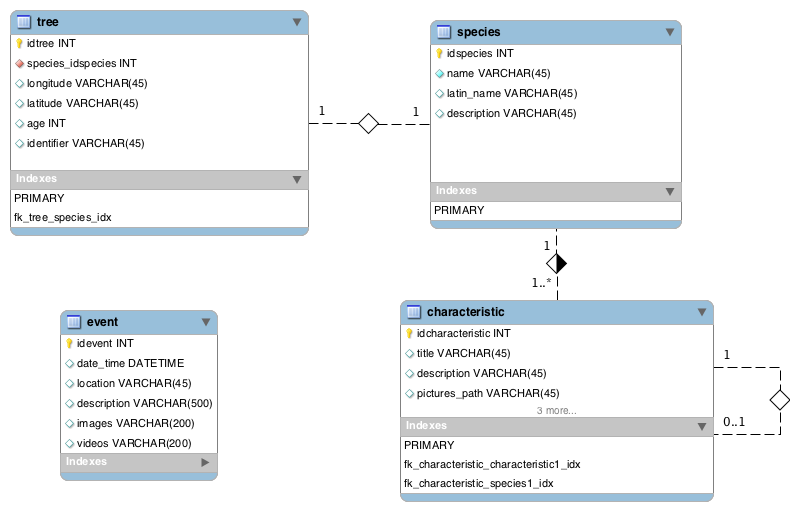 tree
idtree INT
species_idspecies INT
longitude VARCHAR(45)
latitude VARCHAR(45)
age INT
identifier VARCHAR(45)
Indexes
PRIMARY
fk_tree_species_idx
1
1
species
idspecies INT
name VARCHAR(45)
latin_name VARCHAR(45)
description VARCHAR(45)
Indexes
PRIMARY
1
1..*
event
idevent INT
date_time DATETIME
location VARCHAR(45)
description VARCHAR(500)
images VARCHAR(200)
videos VARCHAR(200)
Indexes
characteristic
idcharacteristic INT
title VARCHAR(45)
description VARCHAR(45)
pictures_path VARCHAR(45)
3 more...
Indexes
PRIMARY
fk_characteristic_characteristic1_idx
fk_characteristic_species1_idx
1
0..1